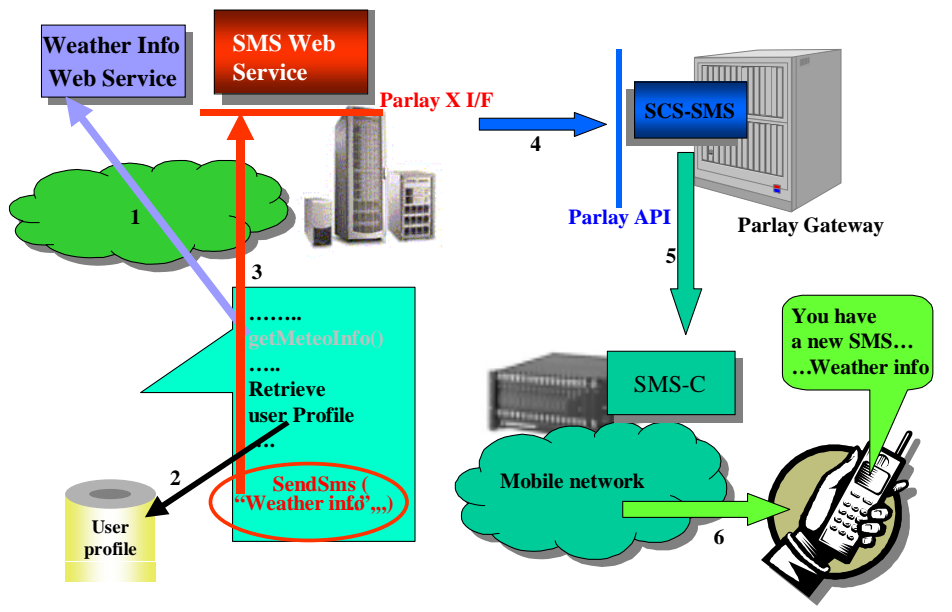 Weather Info
Web Service
SMS Web
Service
Parlay X I/F
4
SCS-SMS
Parlay API
Parlay Gateway
1
3
5
……..
getMeteoInfo()
…..
Retrieve
user Profile
….
SendSms (
“Weather info”,,,)
2
User
profile
SMS-C
Mobile network
6
You have
a new SMS…
…Weather info